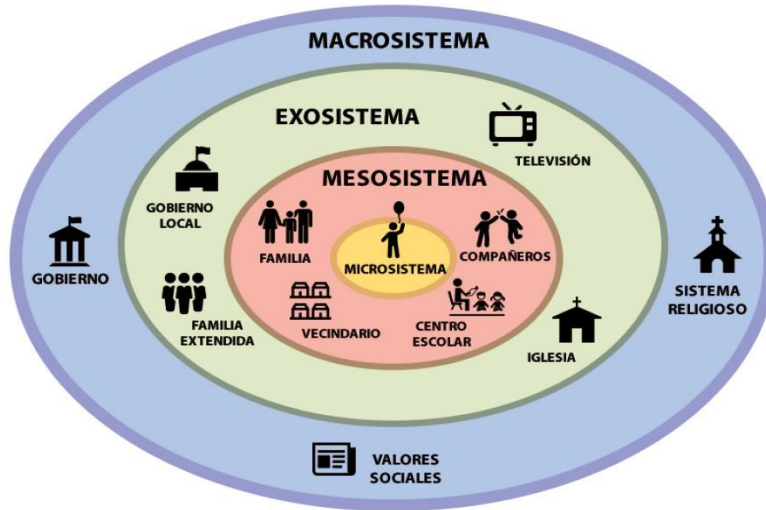 MACROSISTEMA
EXOSISTEMA
TELEVISIÓN
MESOSISTEMA
GOBIERNO
LOCAL
FAMILIA
COMPAÑEROS
MICROSISTEMA
GOBIERNO
SISTEMA
RELIGIOSO
FAMILIA
EXTENDIDA
VECINDARIO
CENTRO
ESCOLAR
IGLESIA
VALORES
SOCIALES